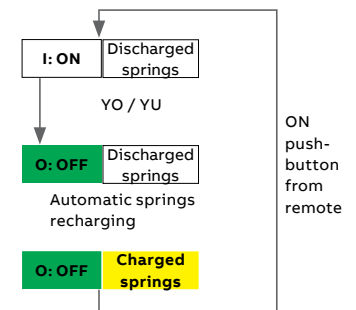 I: ON
Discharged
springs
YO / YU
O: OFF
Discharged
springs
Automatic springs
recharging
O: OFF
Charged
springs
ON
push-
button
from
remote